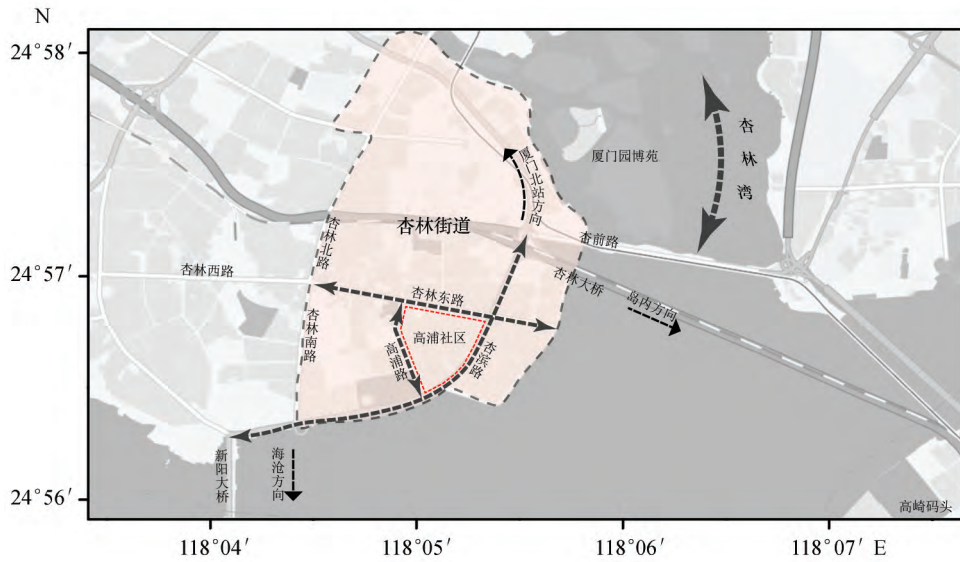 N
24°58′
杏林湾
厦门园博苑
厦门北站方向
杏林街道
杏林北路
杏前路
24°57′
杏林西路
杏林东路
杏林大桥
岛内方向
杏林南路
高浦社区
高浦路
杏滨路
新阳大桥
海沧方向
24°56′
高崎码头
118°04′
118°05′
118°06′
118°07′ E